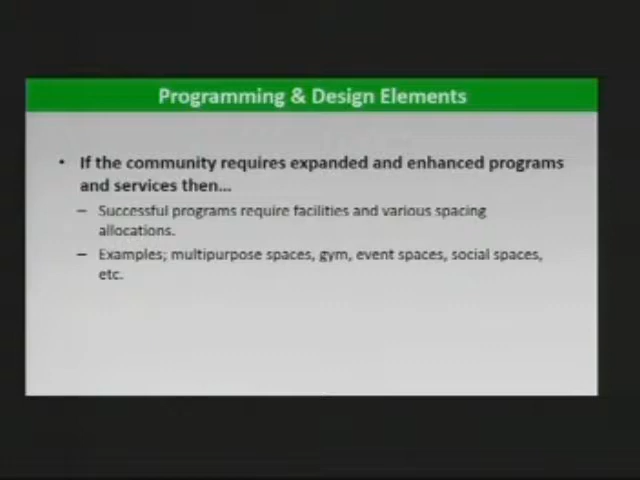 Programming & Design Elements
• If the community requires expanded and enhanced programs
and services then...
– Successful programs require facilities and various spacing
allocations.
– Examples; multipurpose spaces, gym, event spaces, social spaces,
etc.